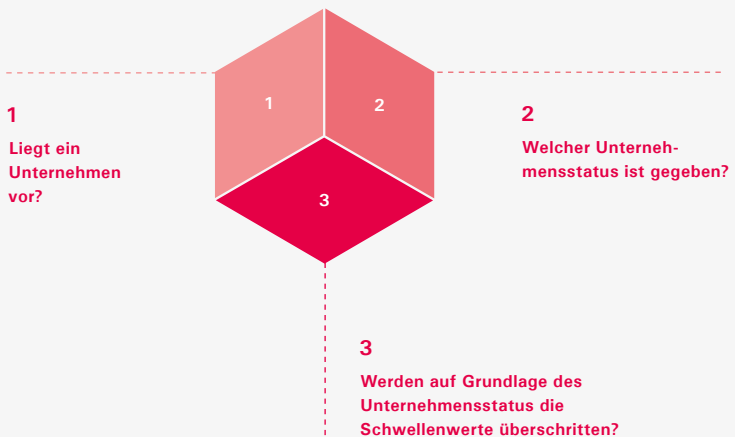 1
2
3
1
Liegt ein
Unternehmen
vor?
2
Welcher Unterneh-
mensstatus ist gegeben?
3
Werden auf Grundlage des
Unternehmensstatus die
Schwellenwerte überschritten?